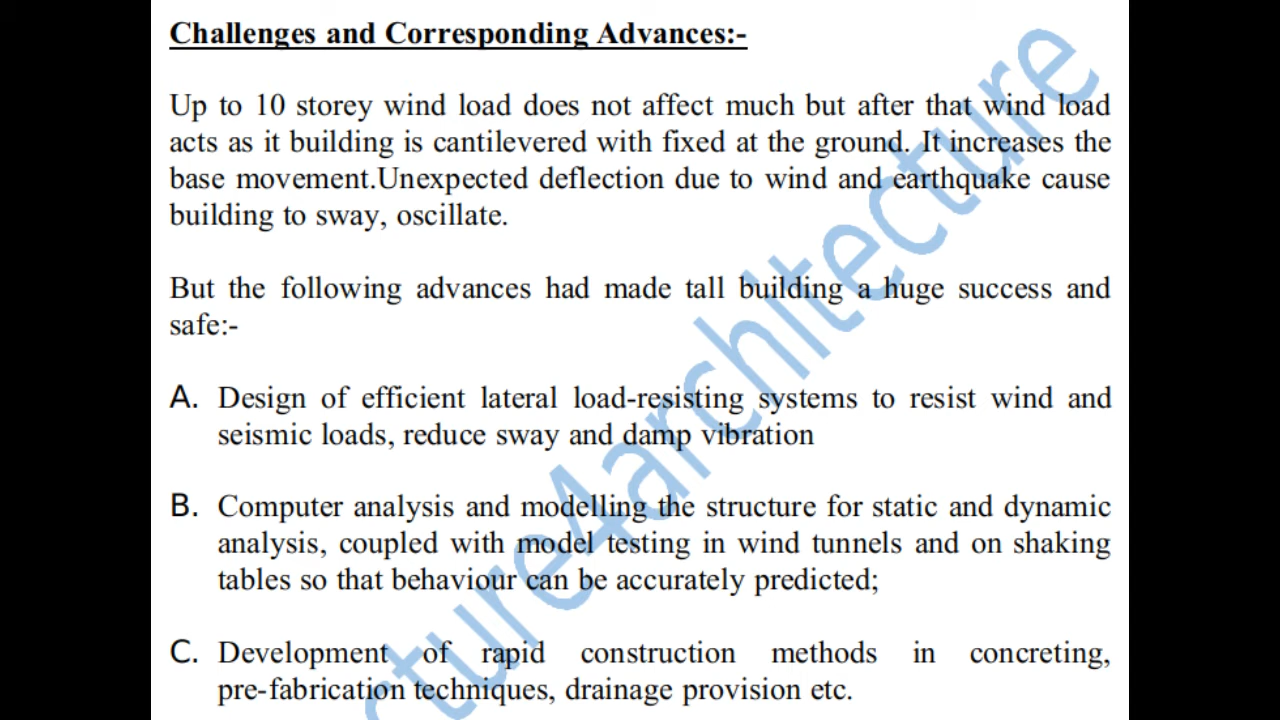 Challenges and Corresponding Advances:-
Up to 10 storey wind load does not affect much but after that wind load
acts as it building is cantilevered with fixed at the ground. It increases the
base movement.Unexpected deflection due to wind and earthquake cause
building to sway, oscillate.
But the following advances had made tall building a huge success and
safe:-
A. Design of efficient lateral load-resisting systems to resist wind and
seismic loads, reduce sway and damp vibration
B. Computer analysis and modelling the structure for static and dynamic
analysis, coupled with model testing in wind tunnels and on shaking
tables so that behaviour can be accurately predicted;
C. Development of rapid construction methods in concreting,
pre-fabrication techniques, drainage provision etc.
cture4archItecture